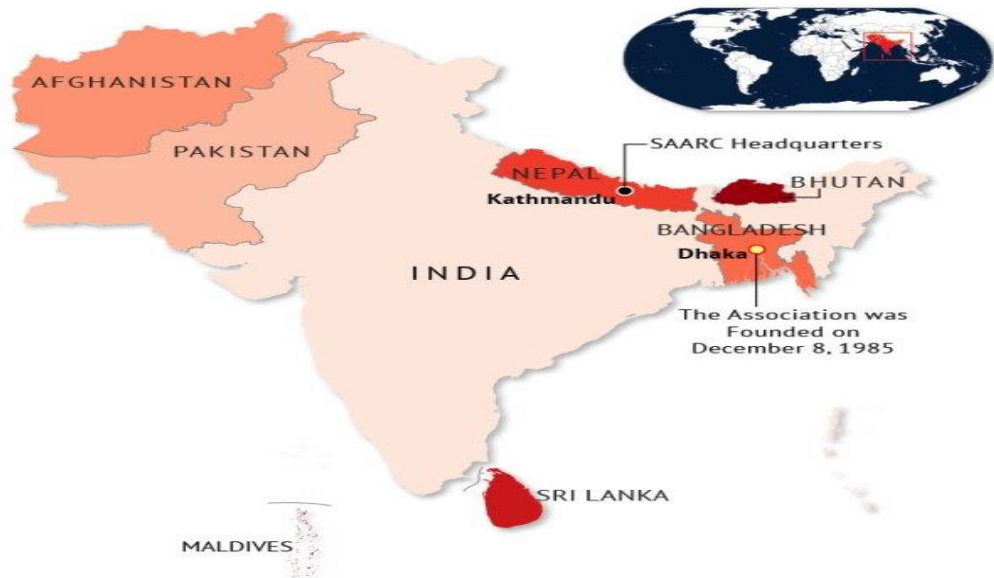 AFGHANISTAN
PAKISTAN
SAARC Headquarters
NEPAL
BHUTAN
Kathmandu
BANGLADESH
Dhaka
INDIA
The Association was
Founded on
December 8, 1985
SRI LANKA
MALDIVES